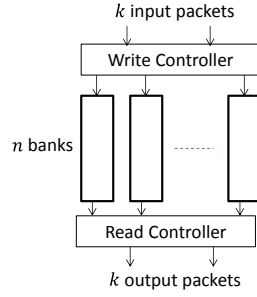 k input packets
Write Controller
n banks
Read Controller
k output packets